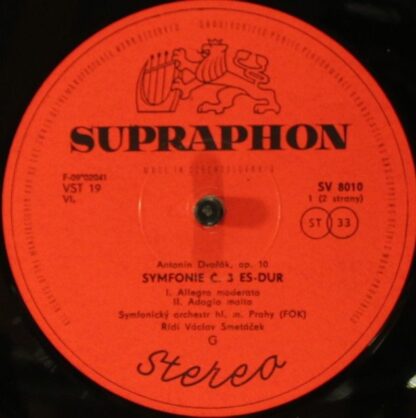 SUPRAPHON
MADE IN CZECHOSLOVAKIA
F-09*02041
VST 19
VI.
SV 8010
1 (2 strany)
ST 33
Antonín Dvořák, op. 10
SYMFONIE Č. 3 ES-DUR
I. Allegro moderato
II. Adagio molto
Symfonický orchestr hl. m. Prahy (FOK)
Řídí Václav Smetáček
G
Stereo